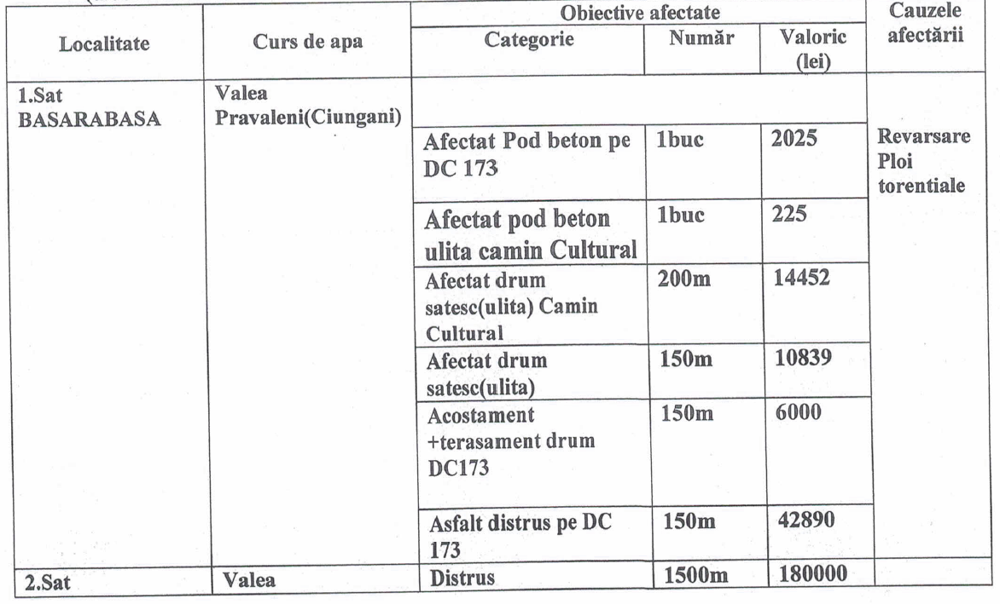 Localitate
Curs de apa
Obiective afectate
Categorie
Număr
Valoric
(lei)
Cauzele
afectării
1.Sat
BASARABASA
Valea
Pravaleni(Ciungani)
Afectat Pod beton pe
DC 173
1buc
2025
Revarsare
Ploi
torentiale
Afectat pod beton
ulita camin Cultural
1buc
225
Afectat drum
satesc(ulita) Camin
Cultural
200m
14452
Afectat drum
satesc(ulita)
150m
10839
Acostament
+terasament drum
DC173
150m
6000
Asfalt distrus pe DC
173
150m
42890
2.Sat
Valea
Distrus
1500m
180000